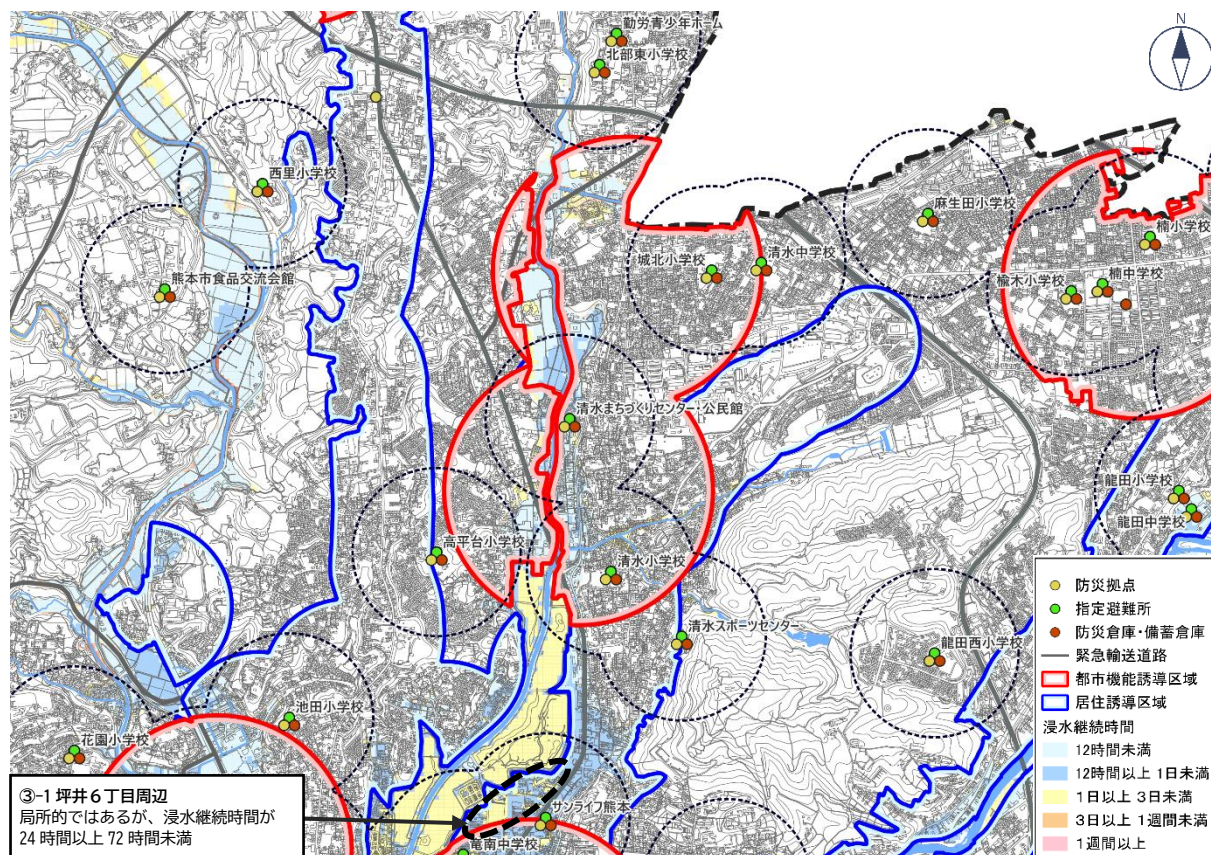 N
勤労青少年ホーム
北部東小学校
西里小学校
麻生田小学校
楠小学校
城北小学校
清水中学校
熊本市食品交流会館
楡木小学校
楠中学校
清水まちづくりセンター・公民館
龍田小学校
龍田中学校
高平台小学校
清水小学校
清水スポーツセンター
龍田西小学校
池田小学校
花園小学校
サンライフ熊本
竜南中学校
③-1 坪井6丁目周辺
局所的ではあるが、浸水継続時間が
24 時間以上 72 時間未満
防災拠点
指定避難所
防災倉庫・備蓄倉庫
緊急輸送道路
都市機能誘導区域
居住誘導区域
浸水継続時間
12時間未満
12時間以上 1日未満
1日以上 3日未満
3日以上 1週間未満
1週間以上